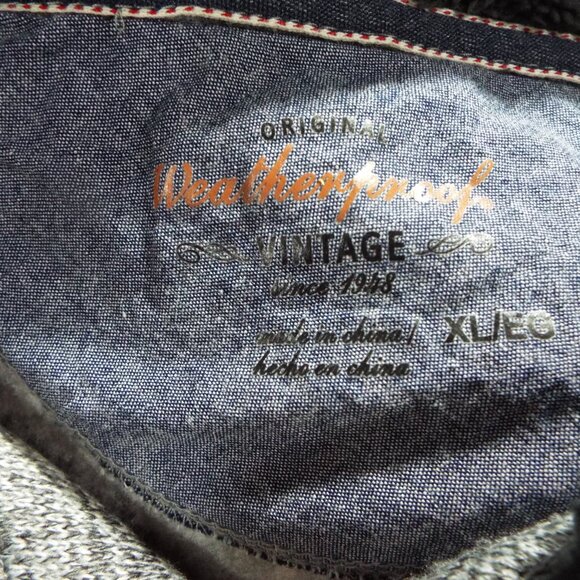 ORIGINAL
Weatherproof.
VINTAGE
since 1948
made in china/
hecho en china
XL/EG